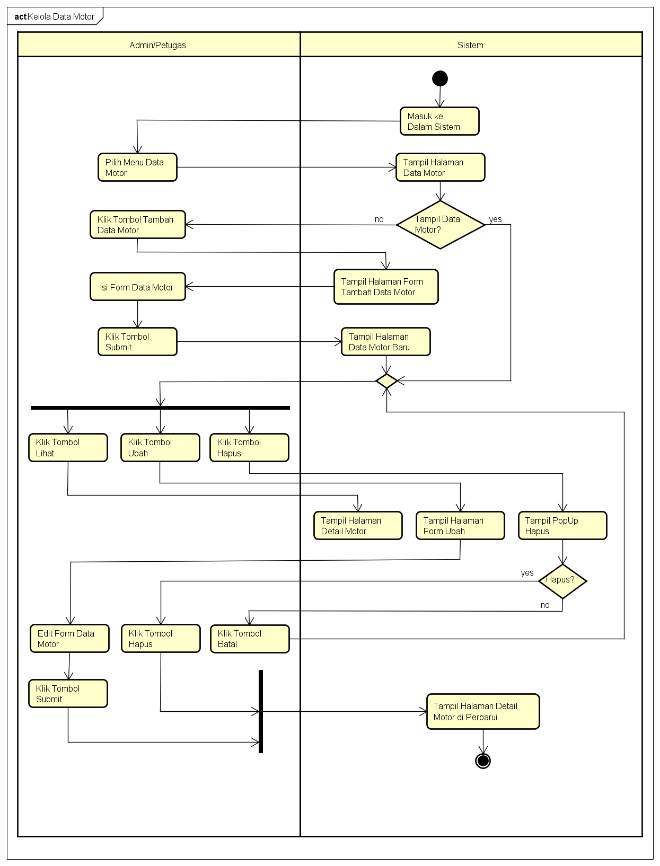 act Kelola Data Motor
Admin/Petugas
Sistem
Masuk ke
Dalam Sistem
Pilih Menu Data
Motor
Tampil Halaman
Data Motor
Tampil Data
Motor?
no
yes
Klik Tombol Tambah
Data Motor
Tampil Halaman Form
Tambah Data Motor
Isi Form Data Motor
Klik Tombol
Submit
Tampil Halaman
Data Motor Baru
Klik Tombol
Lihat
Klik Tombol
Ubah
Klik Tombol
Hapus
Tampil Halaman
Detail Motor
Tampil Halaman
Form Ubah
Tampil PopUp
Hapus
Hapus?
yes
no
Edit Form Data
Motor
Klik Tombool
Hapus
Klik Tombool
Batal
Klik Tombol
Submit
Tampil Halaman Detail
Motor di Perbarui